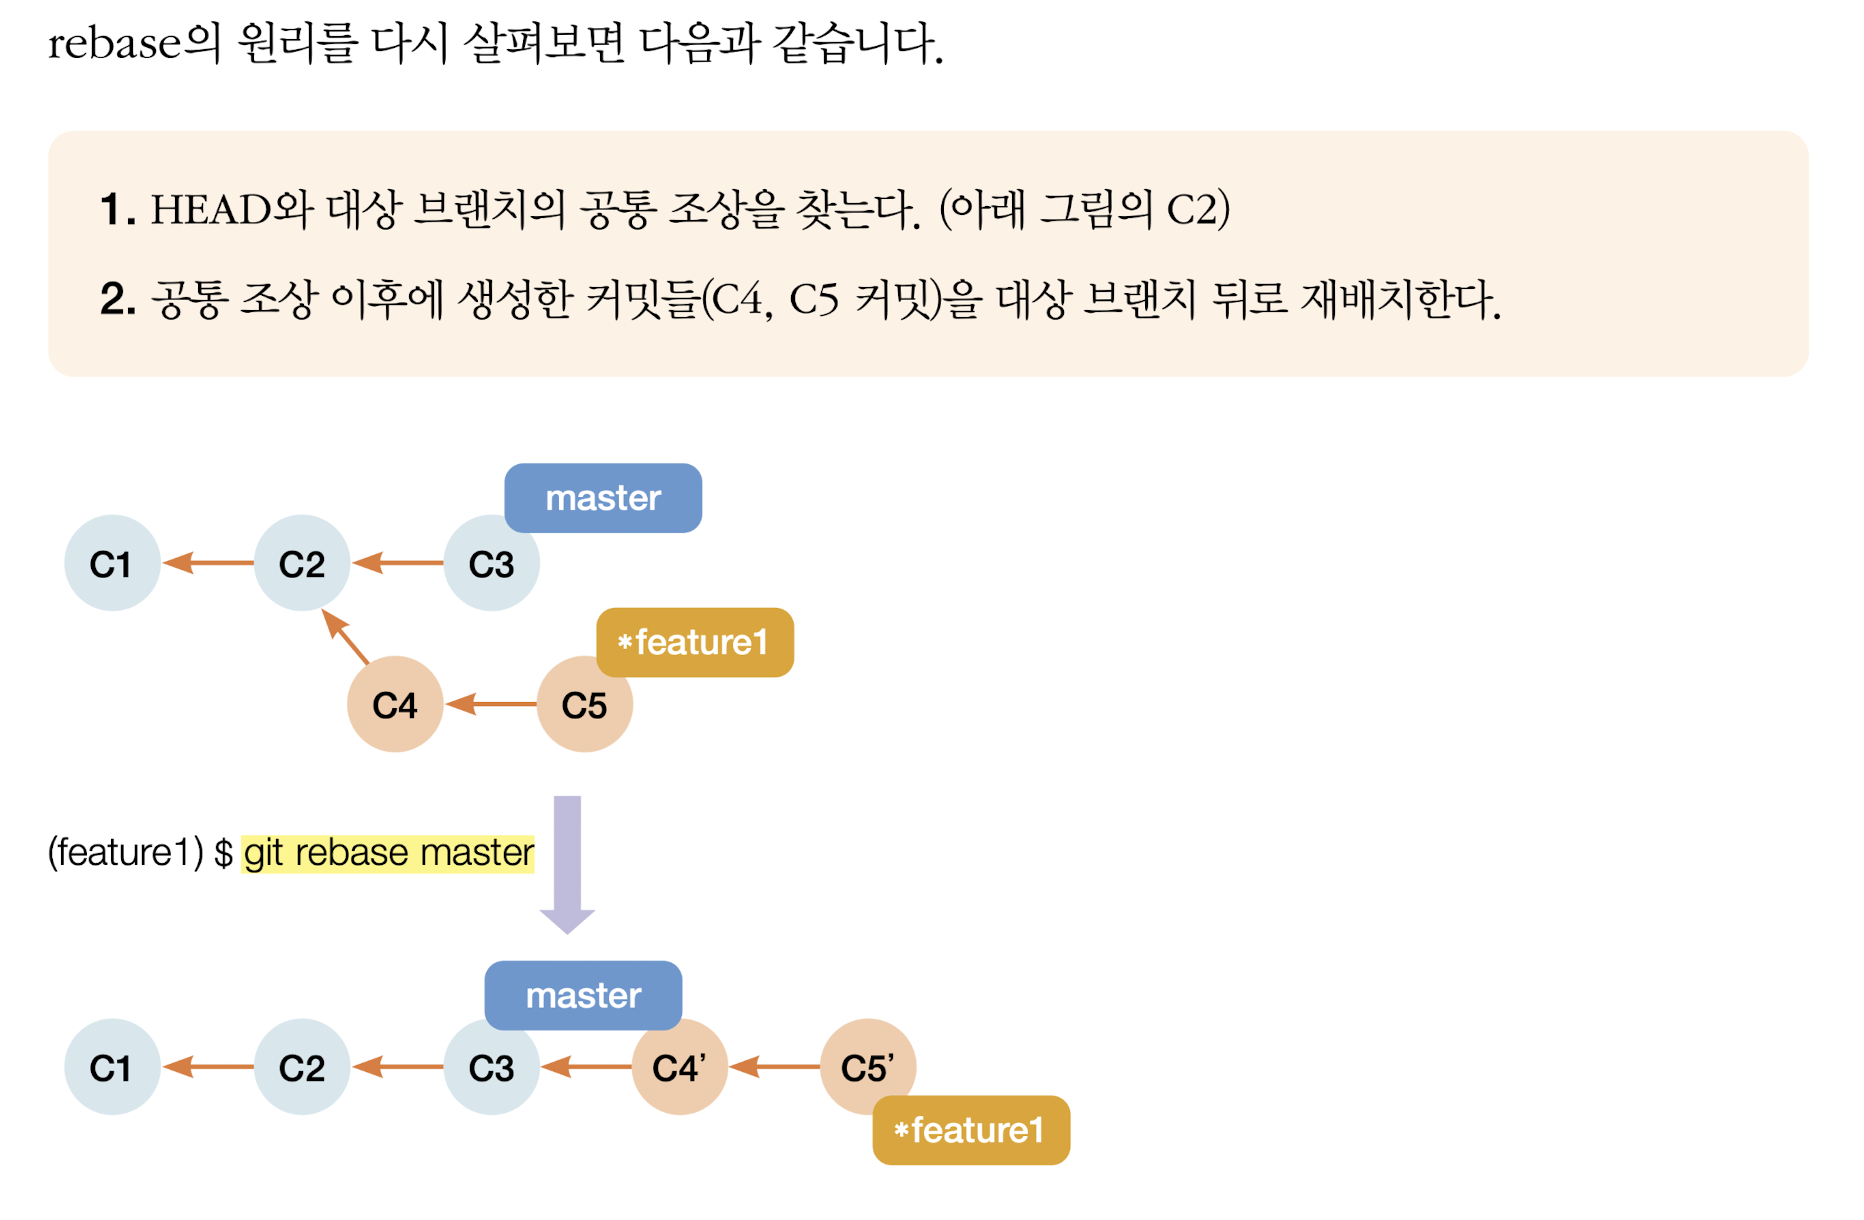 rebase의 원리를 다시 살펴보면 다음과 같습니다.
1. HEAD와 대상 브랜치의 공통 조상을 찾는다. (아래 그림의 C2)
2. 공통 조상 이후에 생성한 커밋들(C4, C5 커밋)을 대상 브랜치 뒤로 재배치한다.
master
C1 C2 C3
*feature1
C4 C5
(feature1) $ git rebase master
master
C1 C2 C3 C4’ C5’
*feature1